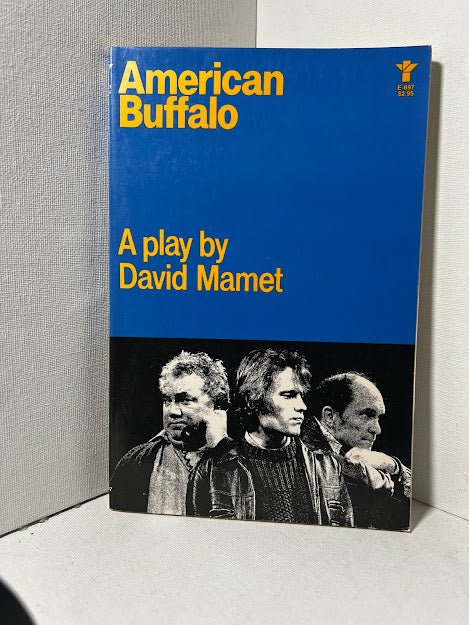 American
Buffalo
E-697
$2.95
A play by
David Mamet